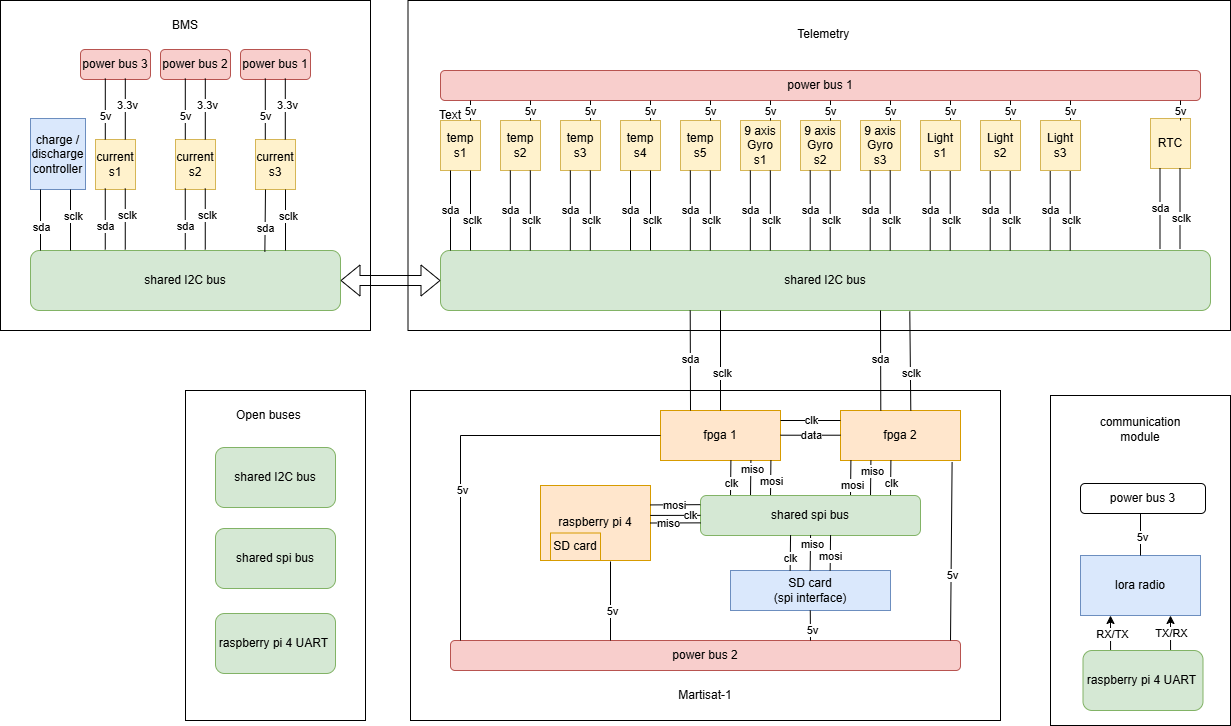 BMS
power bus 3
power bus 2
power bus 1
5v
3.3v
5v
3.3v
5v
3.3v
charge /
discharge
controller
current
s1
current
s2
current
s3
sda
sclk
sda
sclk
sda
sclk
sda
sclk
shared I2C bus
Telemetry
power bus 1
Text
5v
5v
5v
5v
5v
5v
5v
5v
5v
5v
5v
5v
temp
s1
temp
s2
temp
s3
temp
s4
temp
s5
9 axis
Gyro
s1
9 axis
Gyro
s2
9 axis
Gyro
s3
Light
s1
Light
s2
Light
s3
RTC
sda
sclk
sda
sclk
sda
sclk
sda
sclk
sda
sclk
sda
sclk
sda
sclk
sda
sclk
sda
sclk
sda
sclk
sda
sclk
sda
sclk
shared I2C bus
sda
sclk
sda
sclk
Open buses
shared I2C bus
shared spi bus
raspberry pi 4 UART
fpga 1
clk
data
fpga 2
5v
clk
miso
mosi
mosi
miso
clk
raspberry pi 4
SD card
mosi
clk
miso
shared spi bus
clk
miso
mosi
SD card
(spi interface)
5v
5v
5v
power bus 2
Martisat-1
communication
module
power bus 3
5v
lora radio
RX/TX
TX/RX
raspberry pi 4 UART